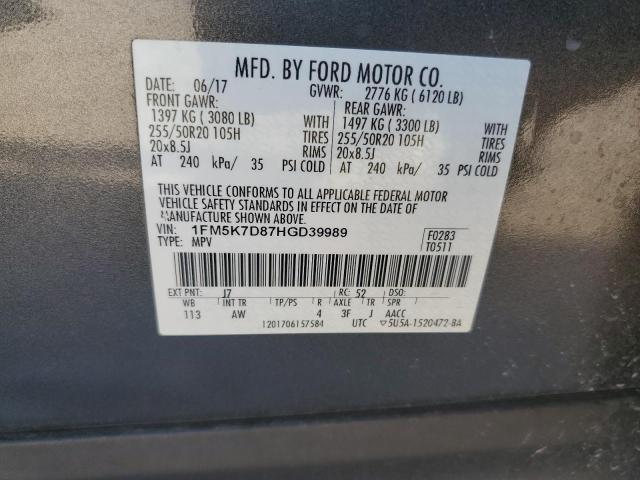 MFD. BY FORD MOTOR CO.
DATE: 06/17 GVWR: 2776 KG ( 6120 LB)
FRONT GAWR: REAR GAWR:
1397 KG ( 3080 LB) WITH 1497 KG ( 3300 LB) WITH
255/50R20 105H TIRES 255/50R20 105H TIRES
20x8.5J RIMS 20x8.5J RIMS
AT 240 kPa/ 35 PSI COLD AT 240 kPa/ 35 PSI COLD
THIS VEHICLE CONFORMS TO ALL APPLICABLE FEDERAL MOTOR
VEHICLE SAFETY STANDARDS IN EFFECT ON THE DATE OF
MANUFACTURE SHOWN ABOVE.
VIN: 1FM5K7D87HGD39989 F0283
TYPE: MPV T0511
EXT PNT: J7 RC: 52 DSO:
WB INT TR TP/PS R AXLE TR SPR
113 AW 4 3F J AACC
1201706157584 UTC ▽5U5A-1520472-BA